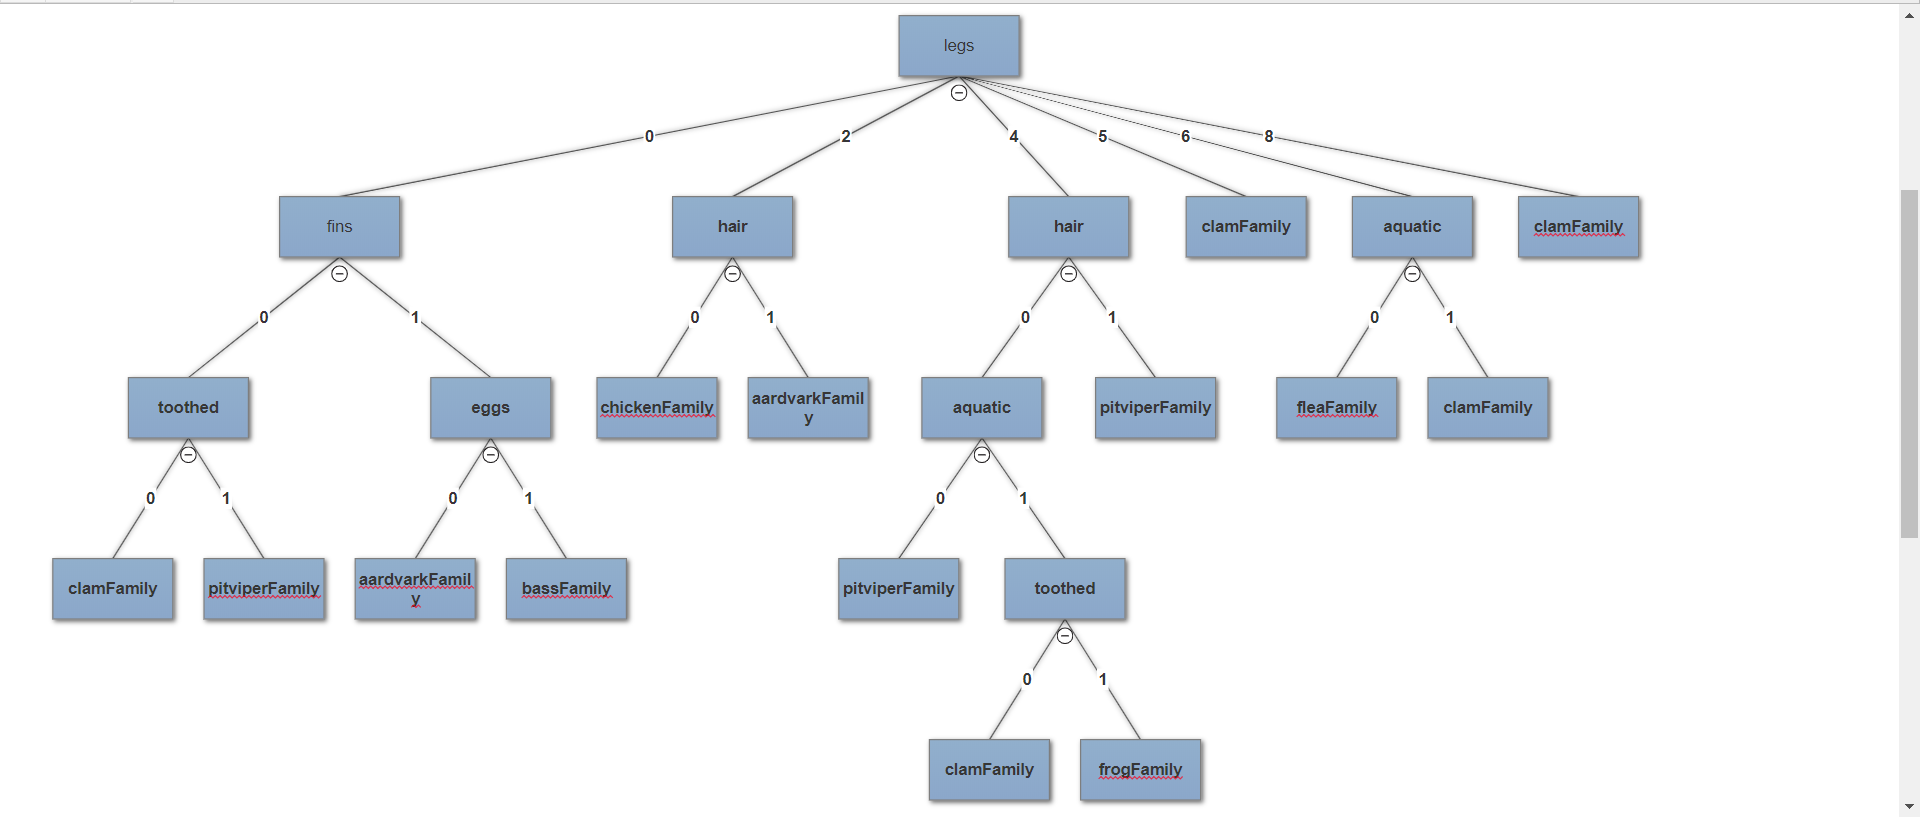 legs
0 2 4 5 6 8
fins hair hair clamFamily aquatic clamFamily
0 1 0 1 0 1 0 1
toothed eggs chickenFamily aardvarkFamil
y aquatic pitviperFamily fleaFamily clamFamily
0 1 0 1 0 1
clamFamily pitviperFamily aardvarkFamil
y bassFamily pitviperFamily toothed
0 1
clamFamily frogFamily